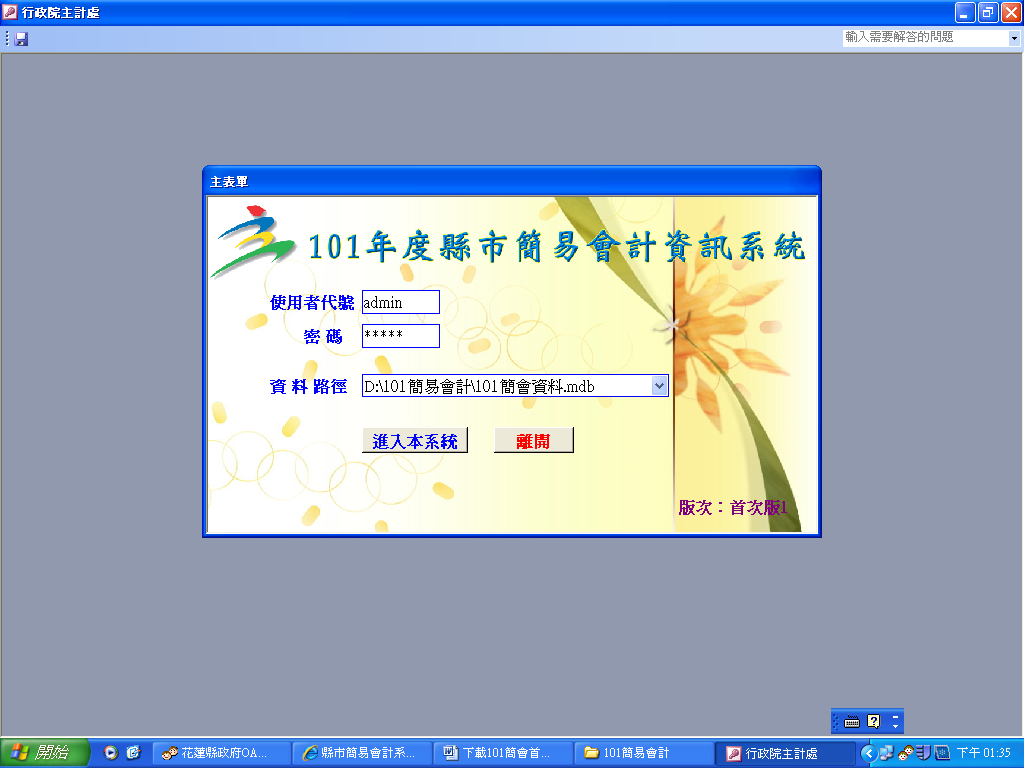 行政院主計處
輸入需要解答的問題
主表單
101年度縣市簡易會計資訊系統
使用者代號 admin
密 碼 *****
資 料 路徑 D:\101簡易會計\101簡會資料.mdb
進入本系統 離開
版次：首次版1
開始 花蓮縣政府OA... 縣市簡易會計系... 下載101簡會首... 101簡易會計 行政院主計處 下午 01:35